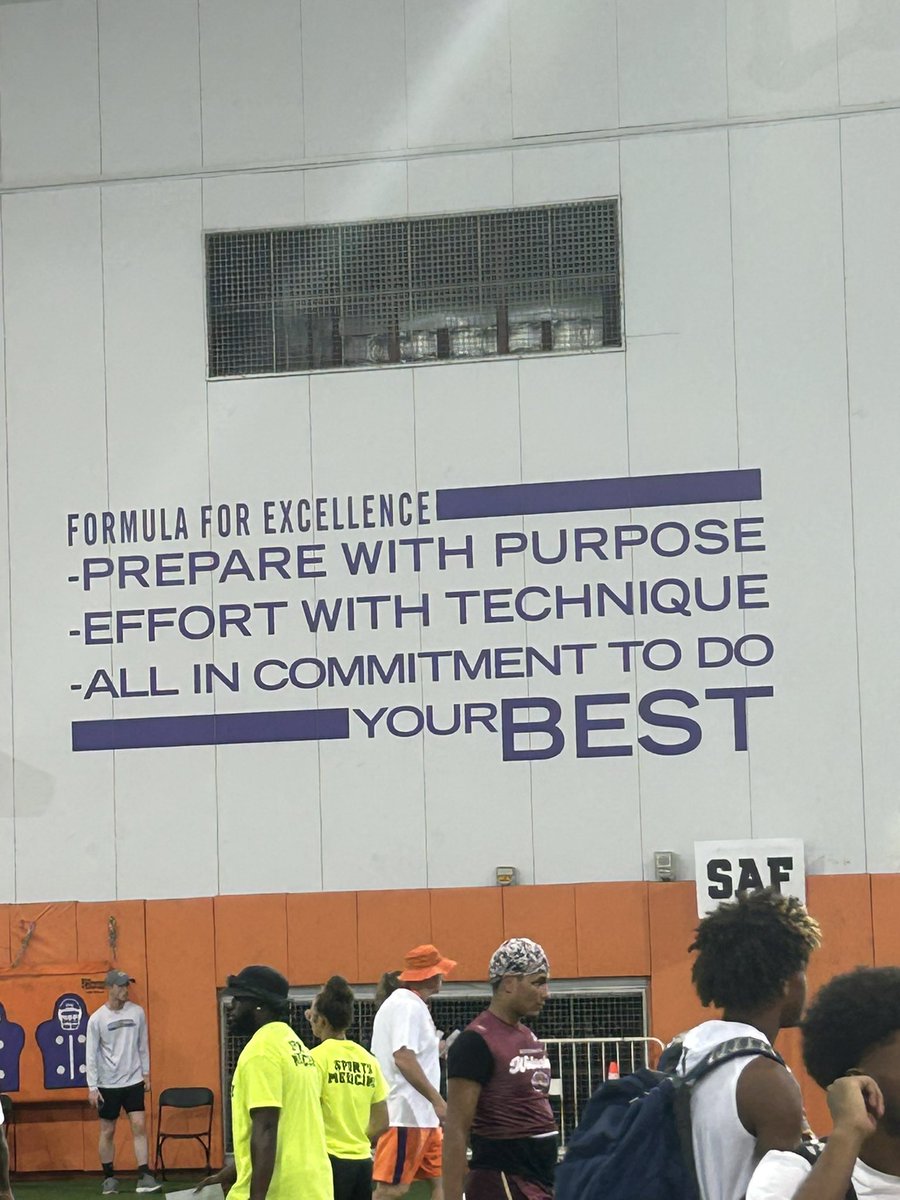 FORMULA FOR EXCELLENCE
-PREPARE WITH PURPOSE
-EFFORT WITH TECHNIQUE
-ALL IN COMMITMENT TO DO
YOUR BEST
SAF
SPORTS
MEDICINE